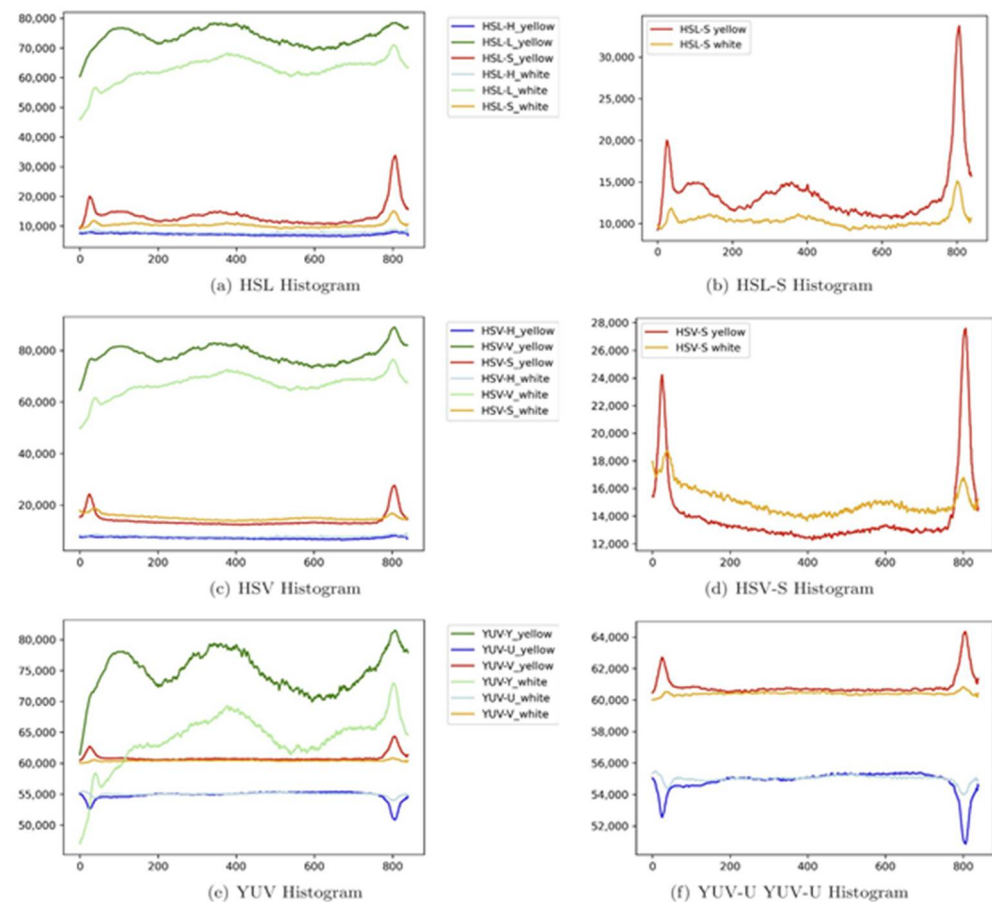 80,000
70,000
60,000
50,000
40,000
30,000
20,000
10,000
0 200 400 600 800
HSL-H_yellow
HSL-L_yellow
HSL-S_yellow
HSL-H_white
HSL-L_white
HSL-S_white
(a) HSL Histogram
30,000
25,000
20,000
15,000
10,000
0 200 400 600 800
HSL-S yellow
HSL-S white
(b) HSL-S Histogram
80,000
60,000
40,000
20,000
0 200 400 600 800
HSV-H_yellow
HSV-V_yellow
HSV-S_yellow
HSV-H_white
HSV-V_white
HSV-S_white
(c) HSV Histogram
28,000
26,000
24,000
22,000
20,000
18,000
16,000
14,000
12,000
0 200 400 600 800
HSV-S yellow
HSV-S white
(d) HSV-S Histogram
80,000
75,000
70,000
65,000
60,000
55,000
50,000
0 200 400 600 800
YUV-Y_yellow
YUV-U_yellow
YUV-V_yellow
YUV-Y_white
YUV-U_white
YUV-V_white
(e) YUV Histogram
64,000
62,000
60,000
58,000
56,000
54,000
52,000
0 200 400 600 800
(f) YUV-U YUV-U Histogram